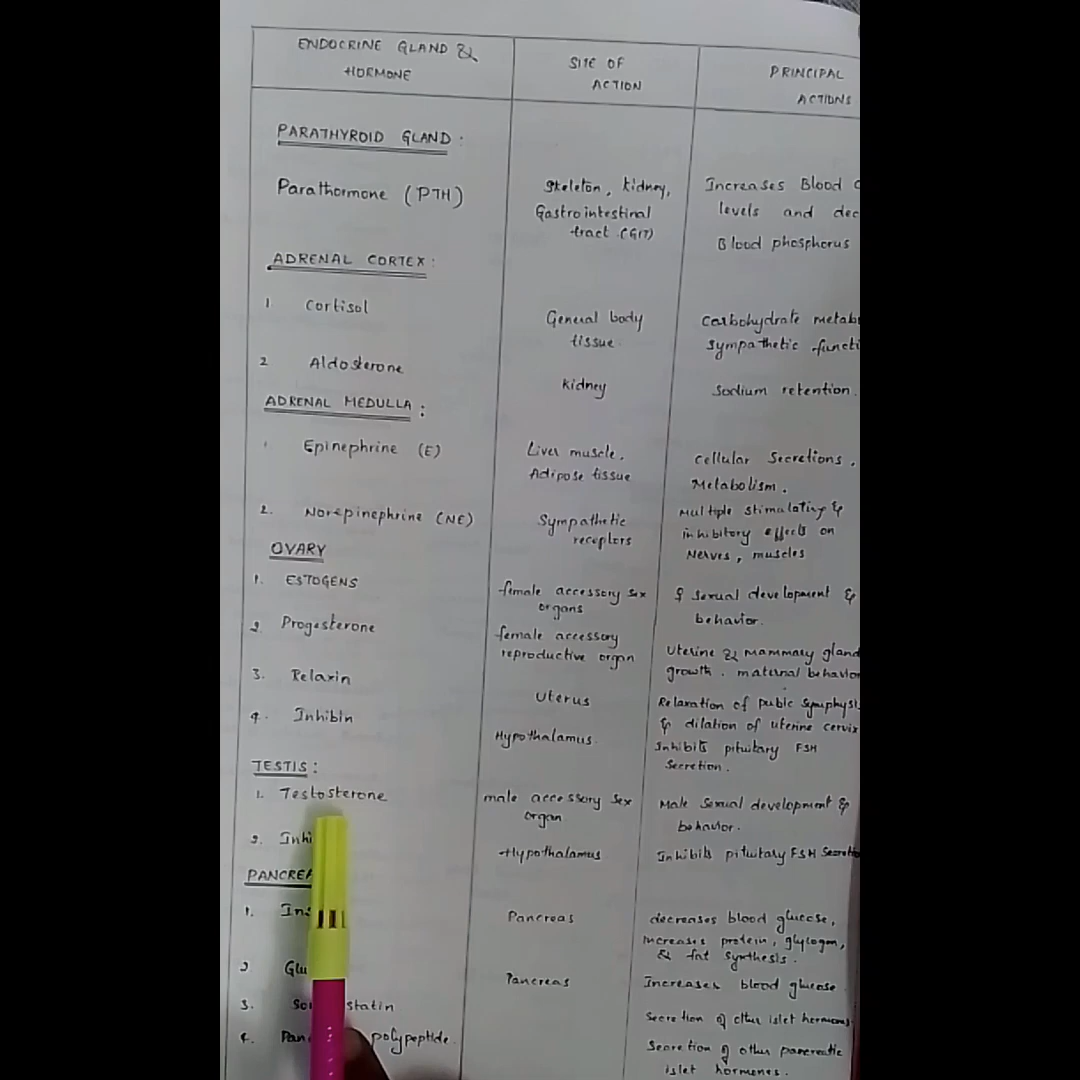 ENDOCRINE GLAND &
HORMONE
SITE OF
ACTION
PRINCIPAL
ACTIONS
PARATHYROID GLAND :
Parathormone (PTH)
Skeleton, kidney,
Gastrointestinal
tract (GIT)
Increases Blood
levels and
Blood phosphorus
ADRENAL CORTEX :
1 Cortisol
General body
tissue.
Carbohydrate
Sympathetic
2 Aldosterone
kidney
Sodium retention.
ADRENAL MEDULLA :
1 Epinephrine (E)
Liver muscle.
Adipose tissue
Cellular Secretions,
Metabolism.
2. Norepinephrine (NE)
Sympathetic
receptors
Multiple stimulating &
inhibitory effects on
Nerves, muscles
OVARY
1. ESTOGENS
female accessory sex
organs
♀ sexual development &
behavior.
2. Progesterone
female accessory
reproductive organ
Uterine & mammary gland
growth. maternal behavior
3. Relaxin
Uterus
Relaxation of pubic
& dilation of uterine cervix
4. Inhibin
Hypothalamus.
Inhibits pituitary FSH
Secretion.
TESTIS :
1. Testosterone
male accessory sex
organ
Male sexual development &
behavior.
2.
Hypothalamus
Inhibits pituitary FSH
1.
Pancreas
decreases blood glucose,
increases protein, glycogen,
& fat synthesis.
2
Pancreas
Increases blood glucose
3.
Secretion of other islet hormones
4. polypeptide.
Secretion of other pancreatic
islet hormones.